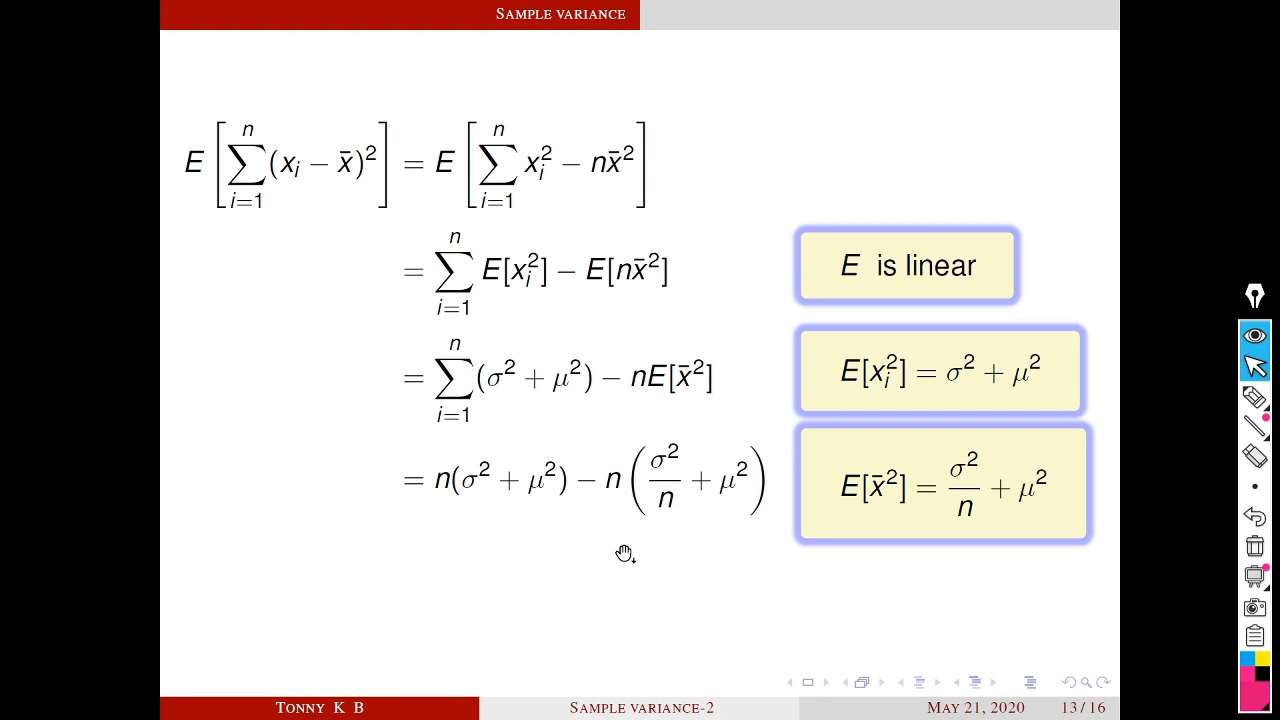 SAMPLE VARIANCE
E[∑_{i=1}^{n}(x_i − x̄)²] = E[∑_{i=1}^{n} x_i² − nx̄²]
= ∑_{i=1}^{n} E[x_i²] − E[nx̄²]
E is linear
= ∑_{i=1}^{n}(σ² + μ²) − nE[x̄²]
E[x_i²] = σ² + μ²
= n(σ² + μ²) − n(σ²/n + μ²)
E[x̄²] = σ²/n + μ²
TONNY K B SAMPLE VARIANCE-2 MAY 21, 2020 13 / 16